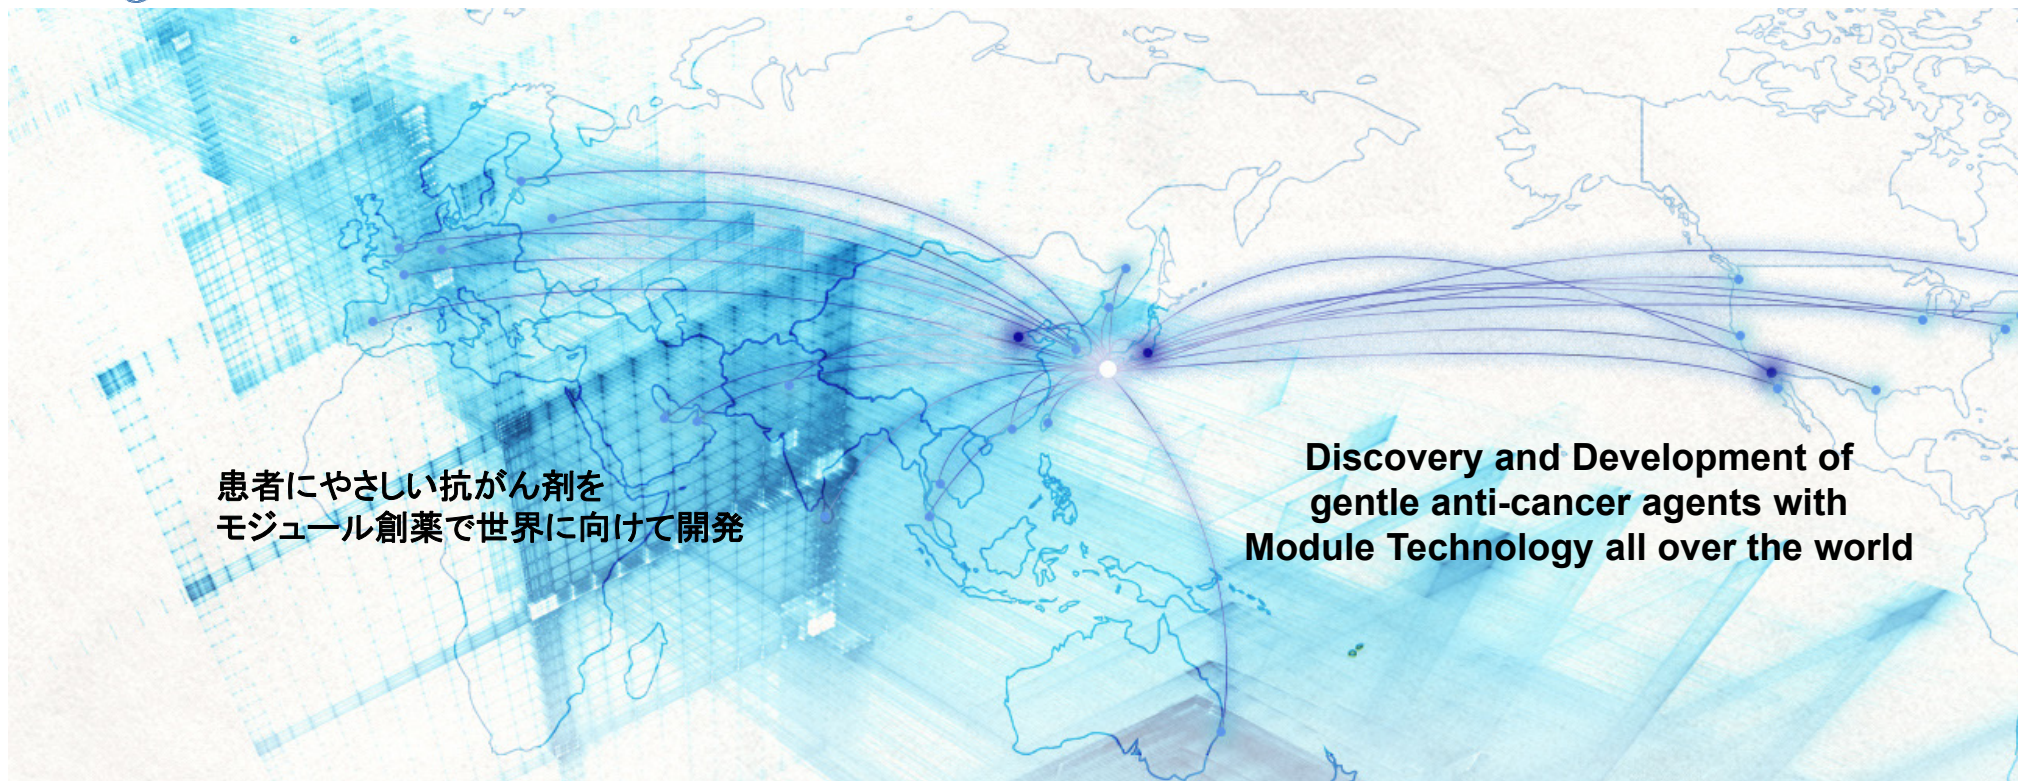 患者にやさしい抗がん剤を
モジュール創薬で世界に向けて開発
Discovery and Development of
gentle anti-cancer agents with
Module Technology all over the world